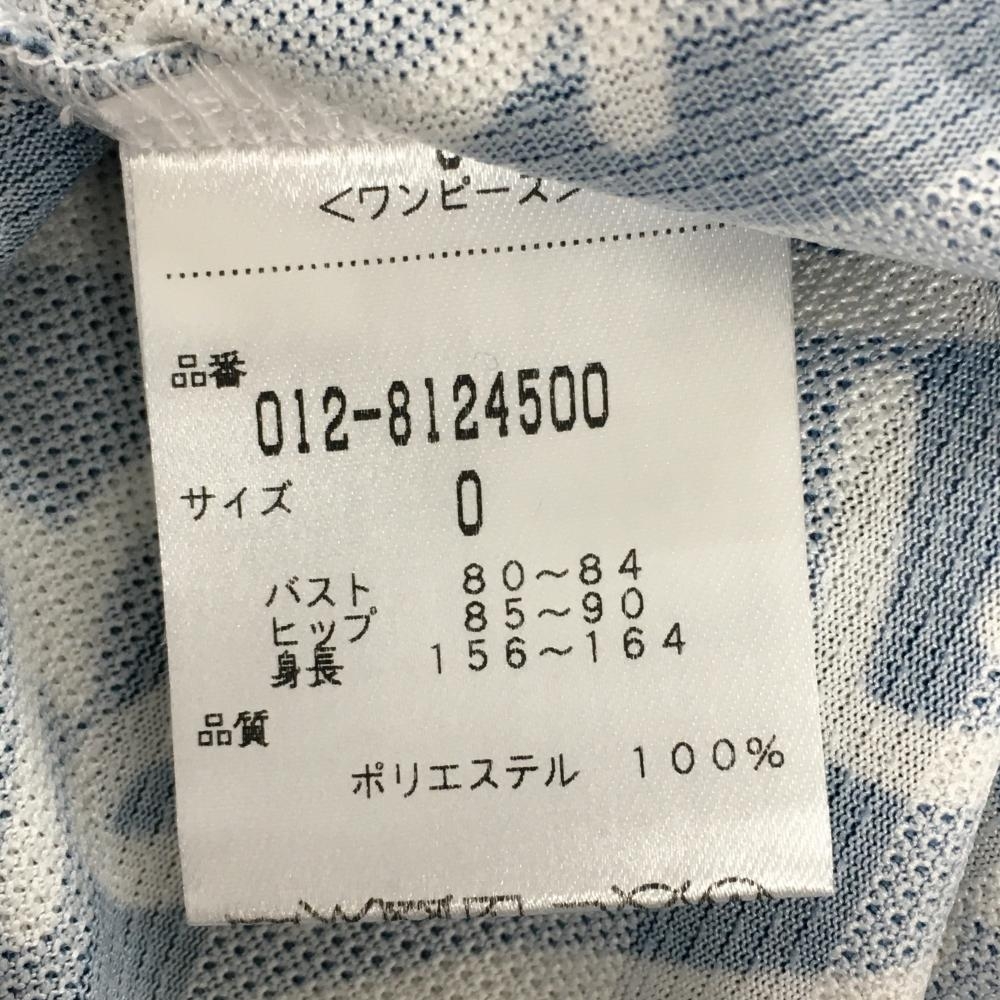 <ワンピース>
品番
012-8124500
サイズ 0
バスト 80~84
ヒップ 85~90
身長 156~164
品質
ポリエステル 100%